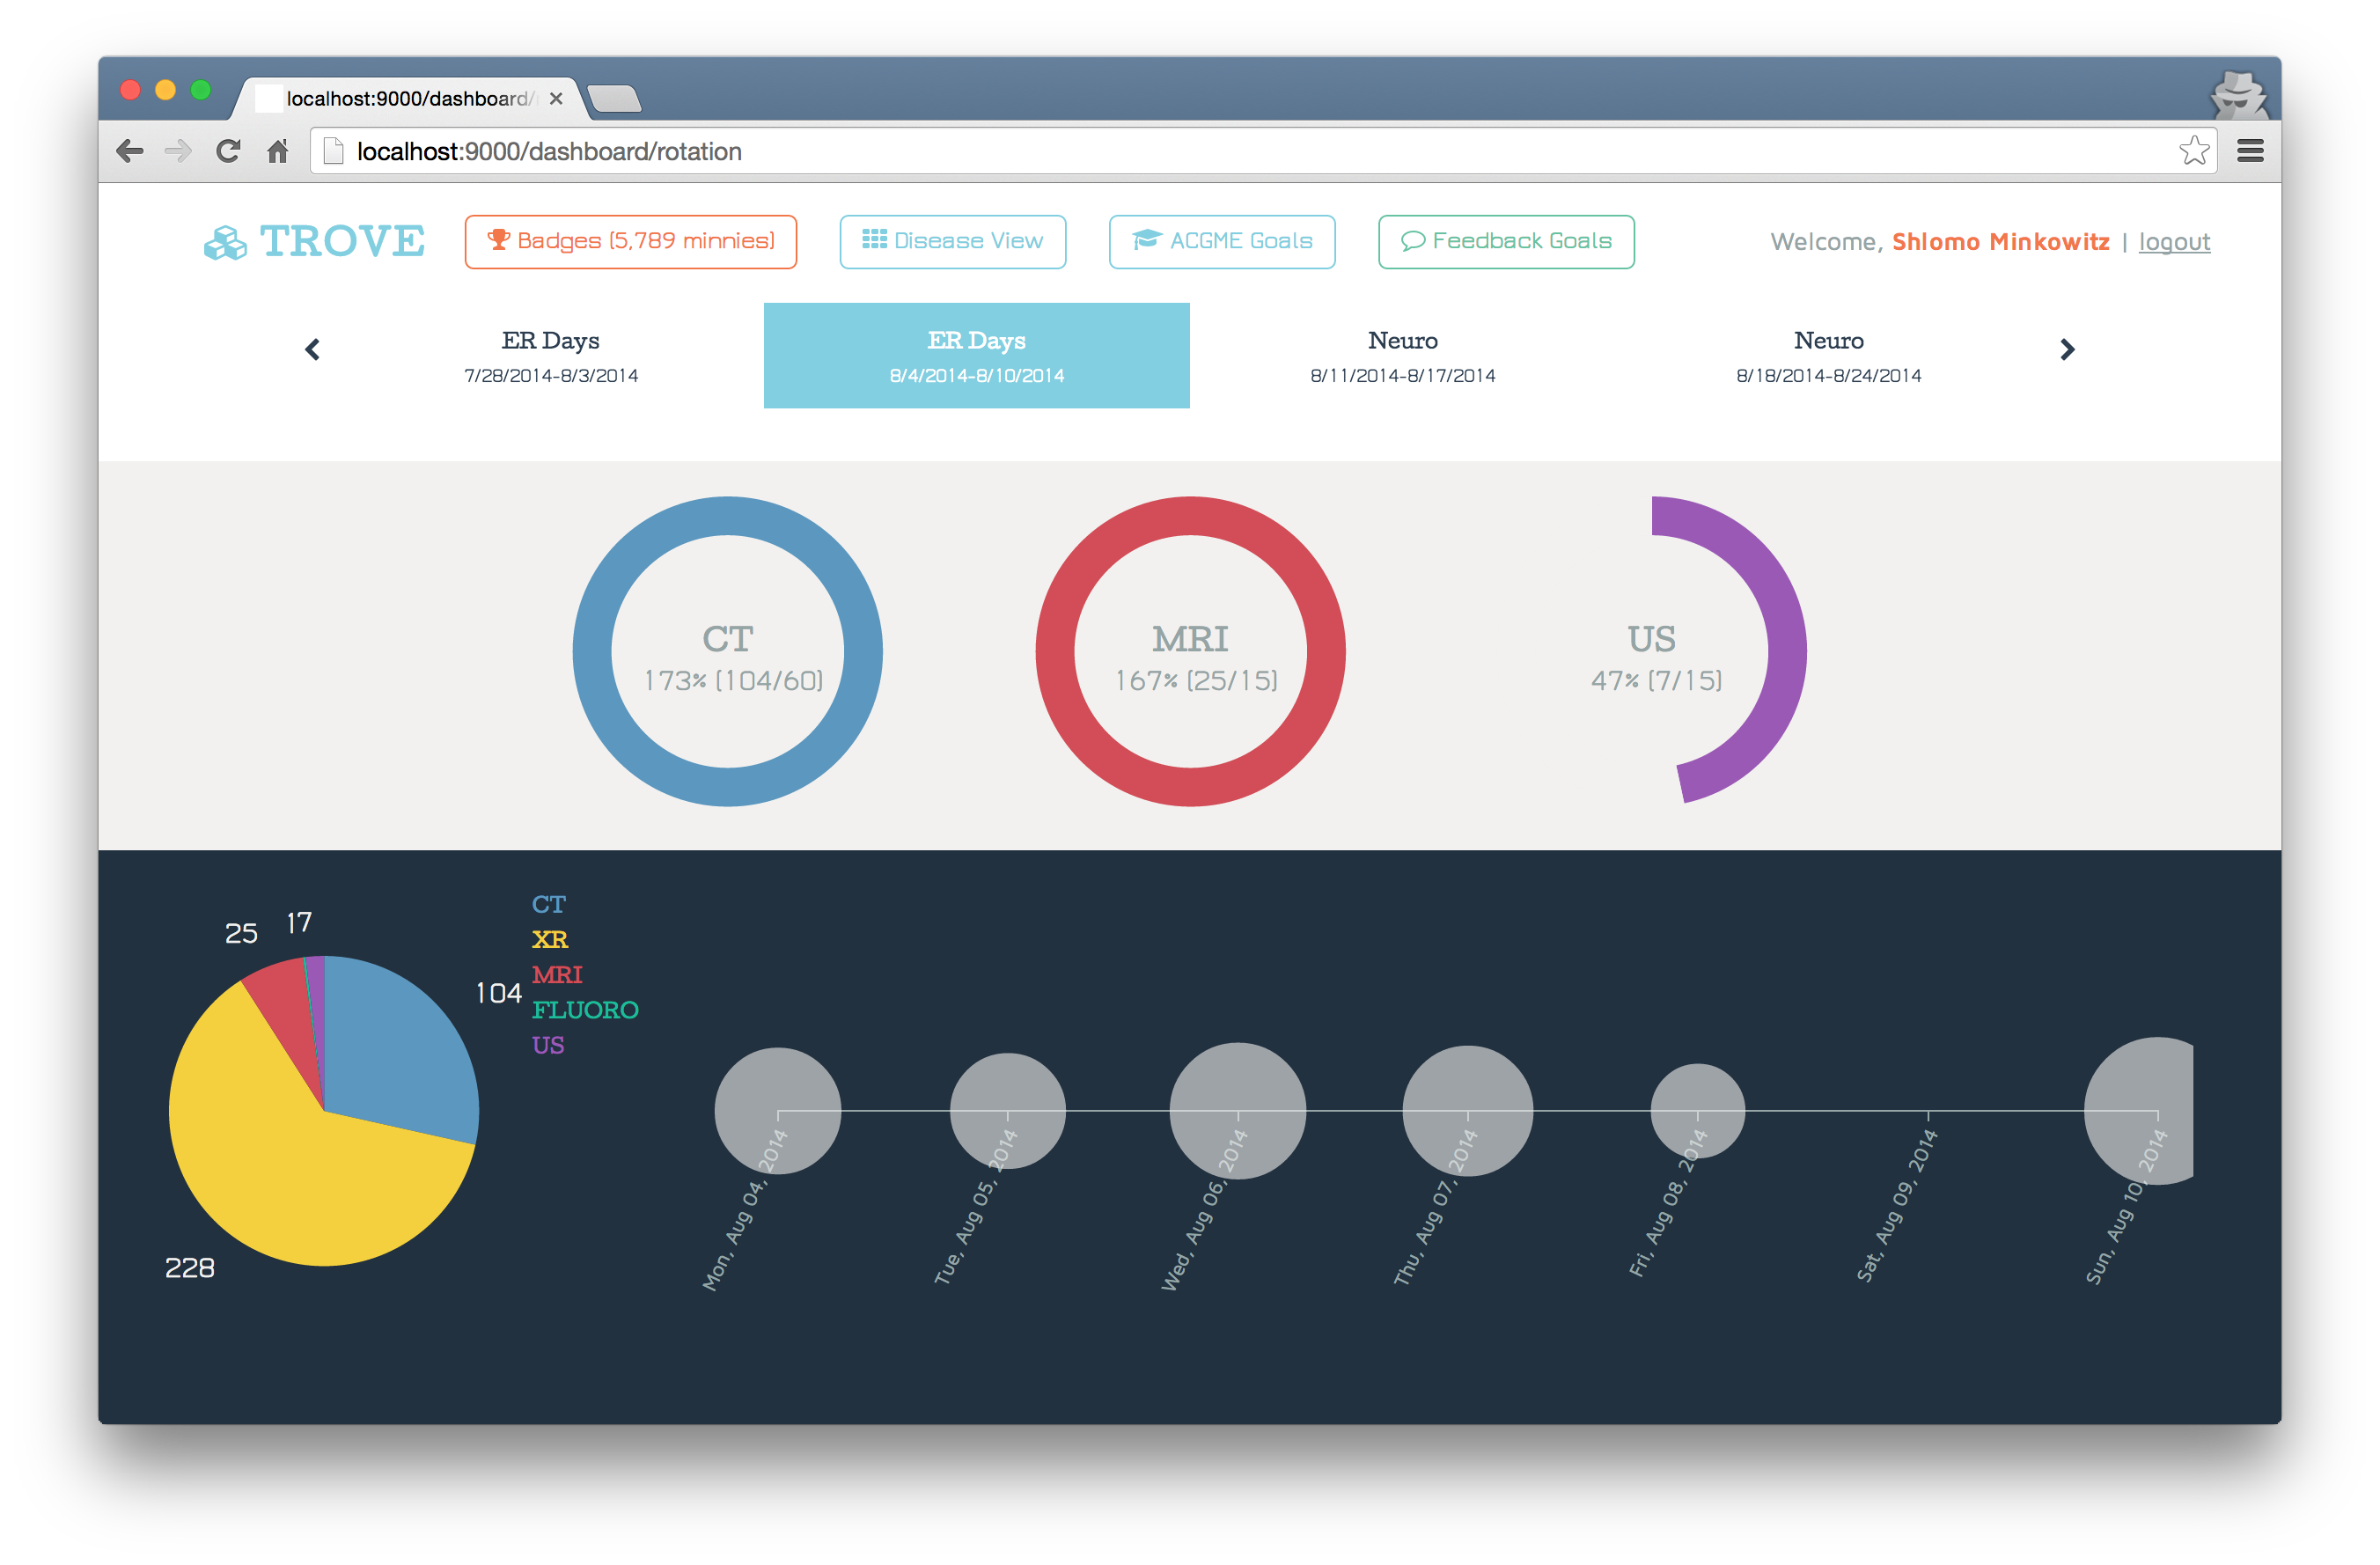 localhost:9000/dashboard/
localhost:9000/dashboard/rotation
TROVE
Badges (5,789 minnies)
Disease View
ACGME Goals
Feedback Goals
Welcome, Shlomo Minkowitz | logout
ER Days
7/28/2014-8/3/2014
ER Days
8/4/2014-8/10/2014
Neuro
8/11/2014-8/17/2014
Neuro
8/18/2014-8/24/2014
CT
173% (104/60)
MRI
167% (25/15)
US
47% (7/15)
25
17
104
228
CT
XR
MRI
FLUORO
US
Mon, Aug 04, 2014
Tue, Aug 05, 2014
Wed, Aug 06, 2014
Thu, Aug 07, 2014
Fri, Aug 08, 2014
Sat, Aug 09, 2014
Sun, Aug 10, 2014